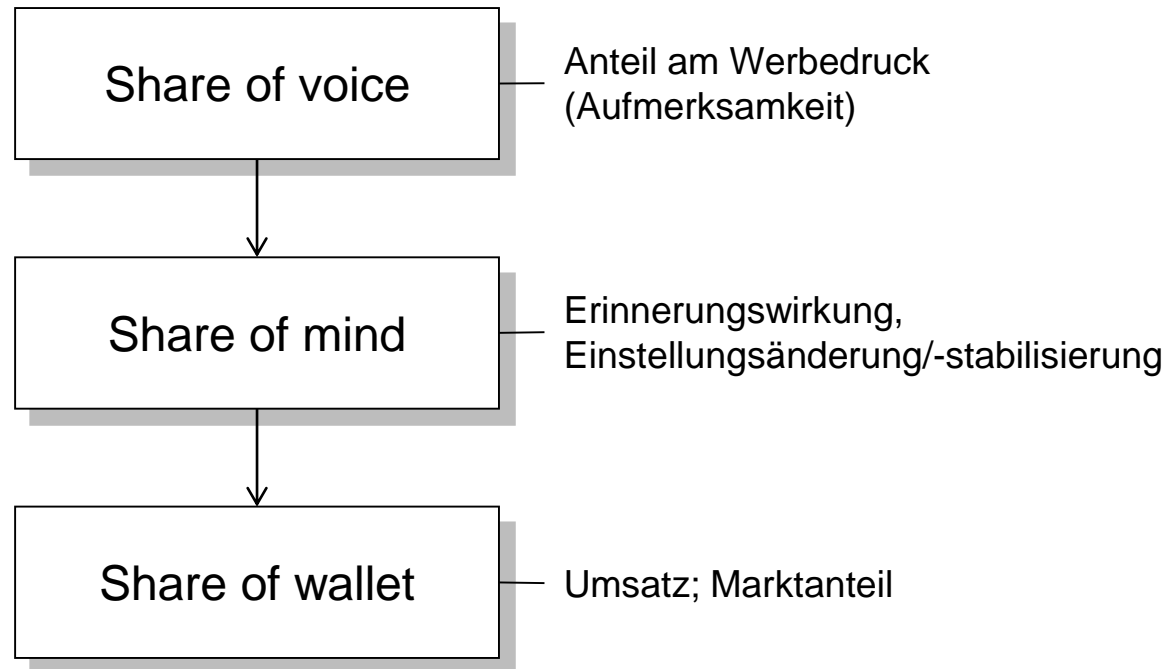 Share of voice
Anteil am Werbedruck
(Aufmerksamkeit)
Share of mind
Erinnerungswirkung,
Einstellungsänderung/-stabilisierung
Share of wallet
Umsatz; Marktanteil